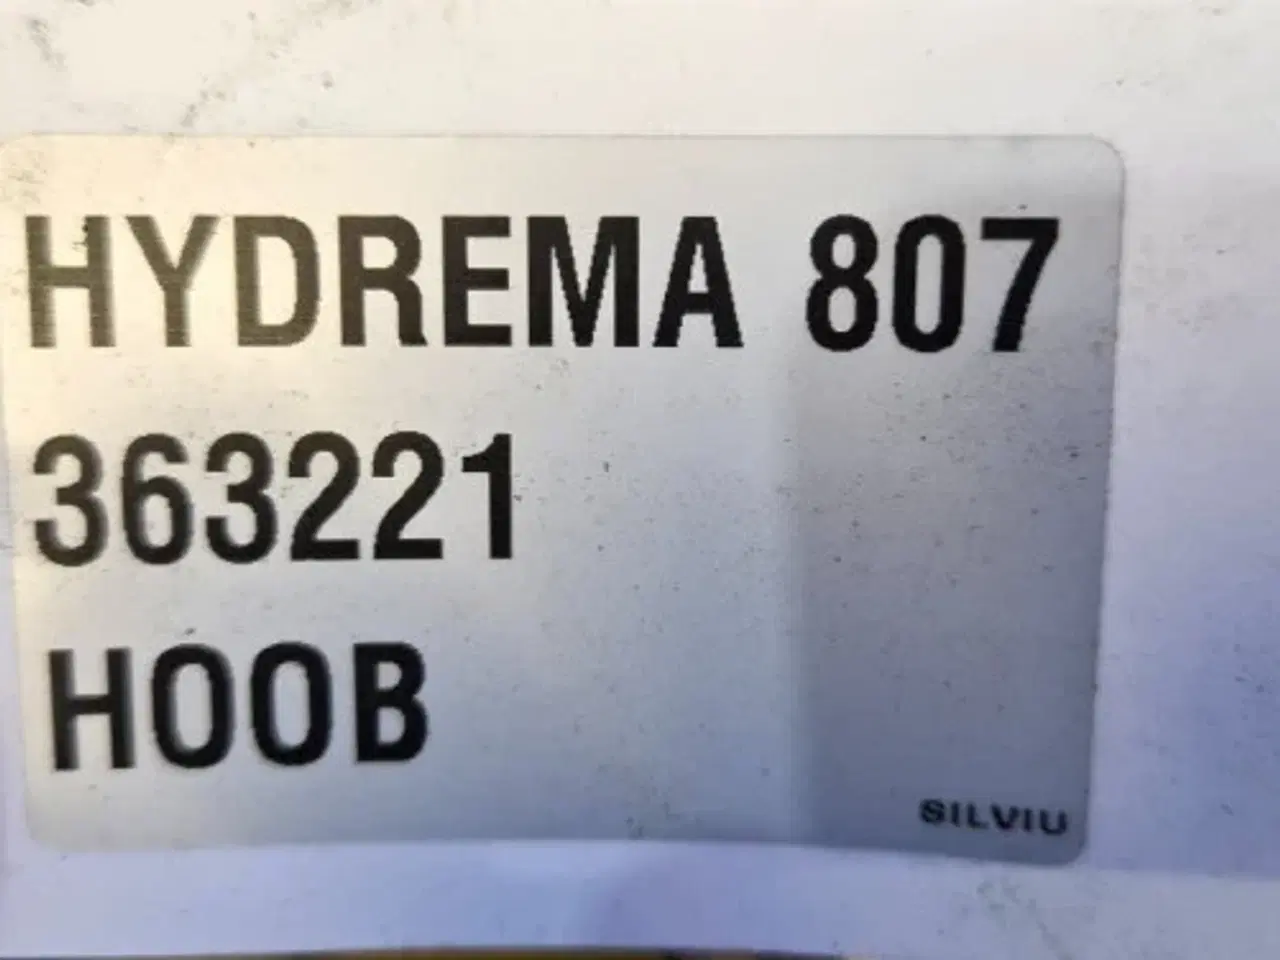 HYDREMA 807
363221
HOOB
SILVIU